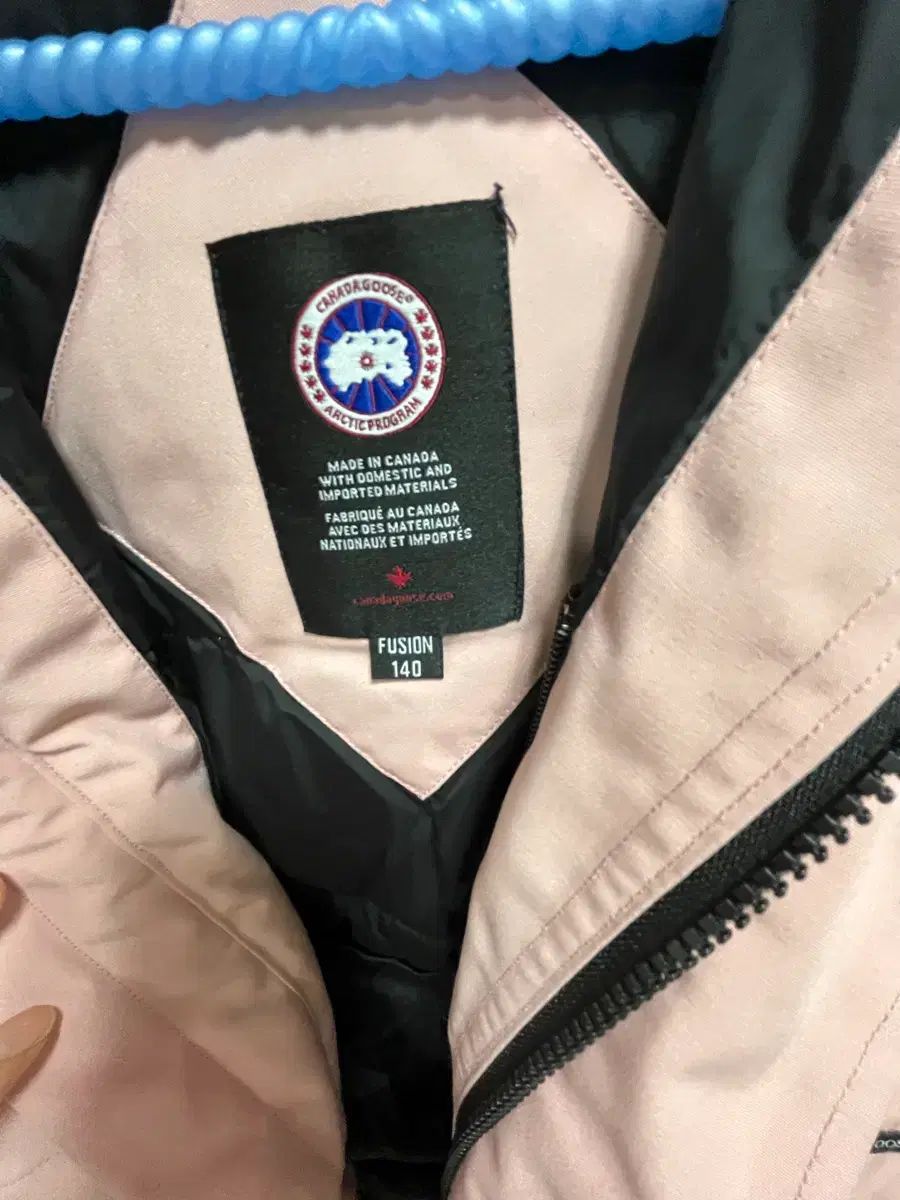 CANADA GOOSE®
ARCTIC PROGRAM
MADE IN CANADA
WITH DOMESTIC AND
IMPORTED MATERIALS
FABRIQUÉ AU CANADA
AVEC DES MATERIAUX
NATIONAUX ET IMPORTÉS
canadagoose.com
FUSION
140